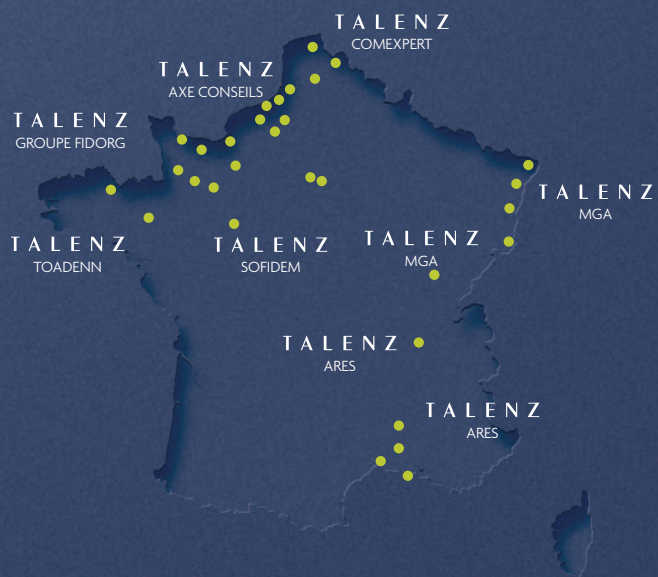 TALENZ
COMEXPERT
TALENZ
AXE CONSEILS
TALENZ
GROUPE FIDORG
TALENZ
MGA
TALENZ
TOADENN
TALENZ
SOFIDEM
TALENZ
MGA
TALENZ
ARES
TALENZ
ARES